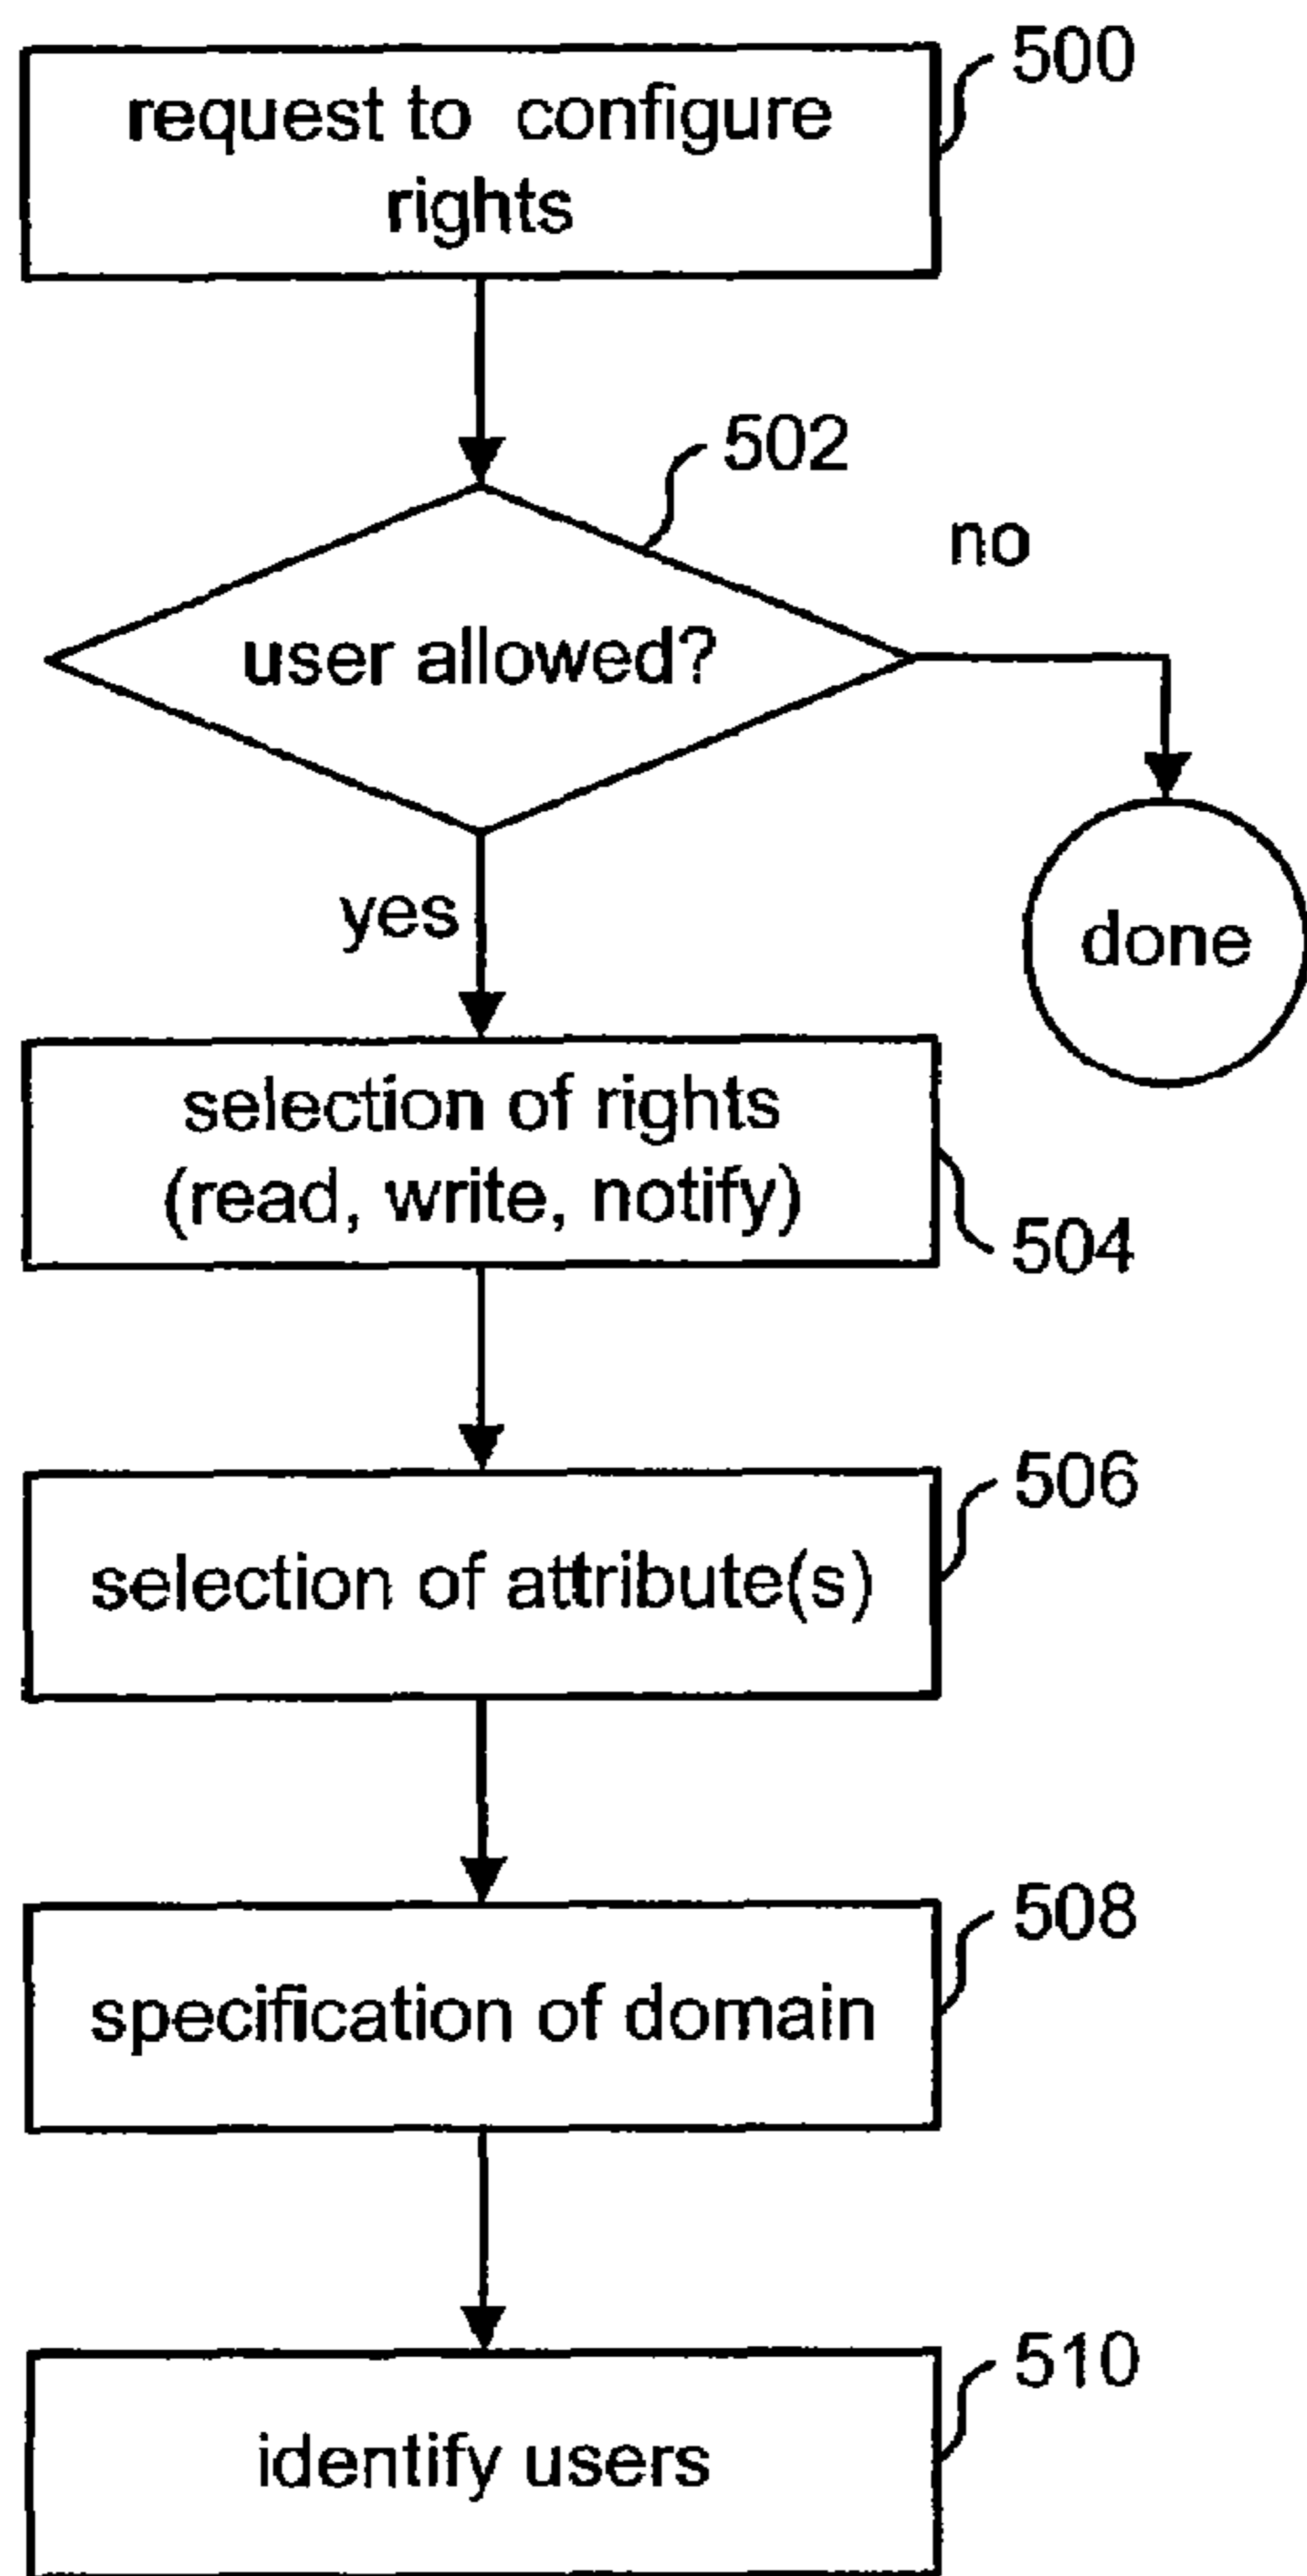 500
request to configure
rights
502
no
user allowed?
yes
done
selection of rights
(read, write, notify)
504
506
selection of attribute(s)
508
specification of domain
510
identify users